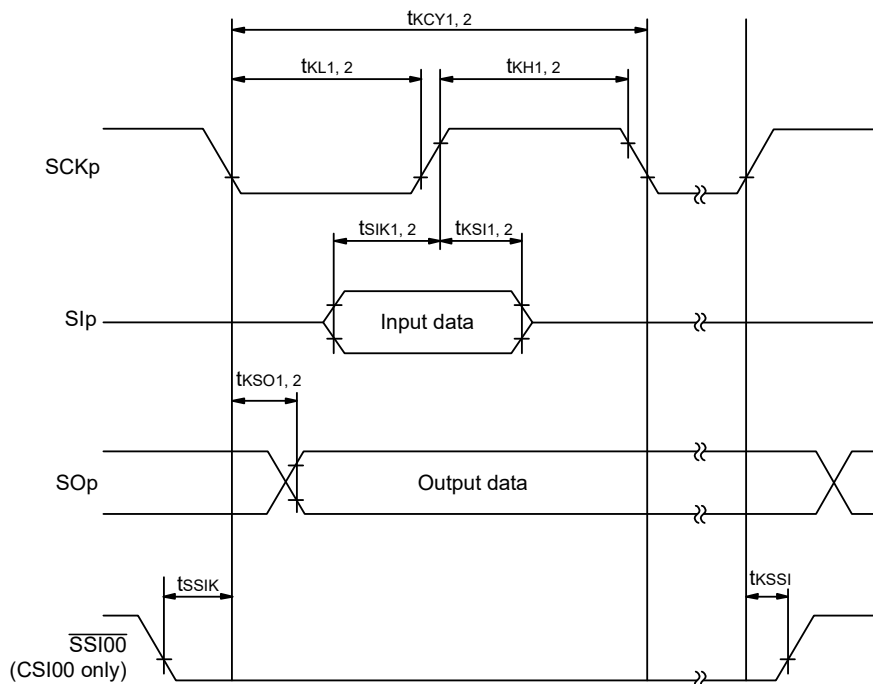 tKCY1, 2
tKL1, 2
tKH1, 2
SCKp
tSIK1, 2
tKSI1, 2
SIp
Input data
tKSO1, 2
SOp
Output data
tSSIK
tKSSI
SSI00
(CSI00 only)